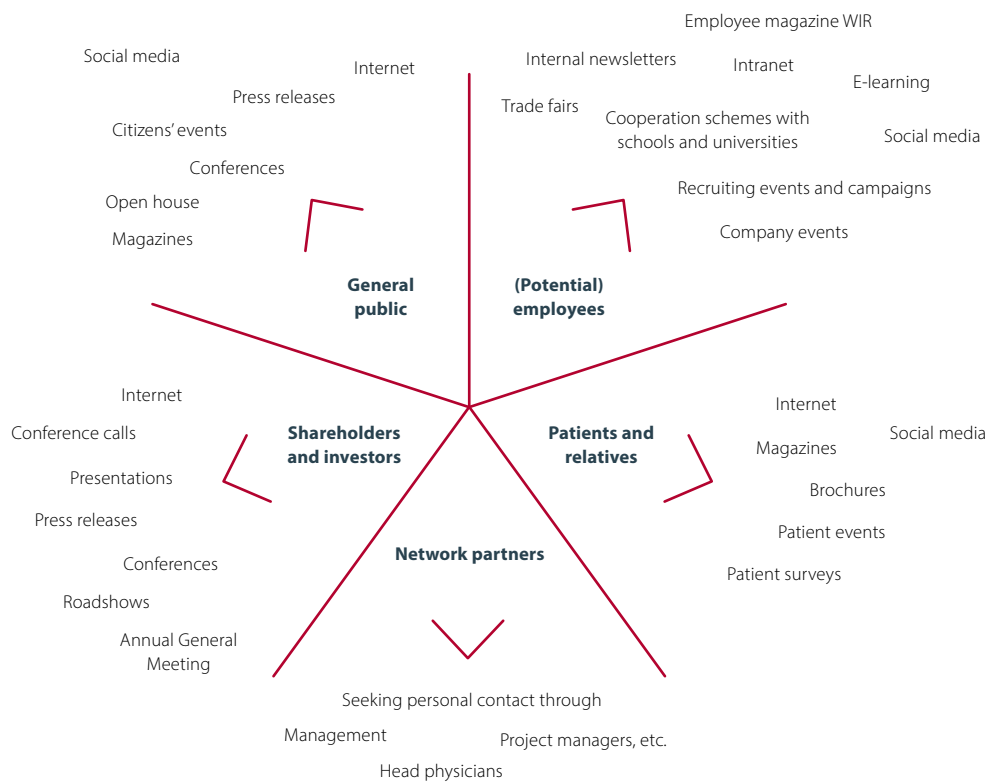 Social media
Internet
Press releases
Citizens’ events
Conferences
Open house
Magazines
General
public
Employee magazine WIR
Internal newsletters
Intranet
E-learning
Trade fairs
Cooperation schemes with
schools and universities
Social media
Recruiting events and campaigns
Company events
(Potential)
employees
Internet
Conference calls
Presentations
Press releases
Conferences
Roadshows
Annual General
Meeting
Shareholders
and investors
Patients and
relatives
Internet
Social media
Magazines
Brochures
Patient events
Patient surveys
Network partners
Seeking personal contact through
Management
Project managers, etc.
Head physicians